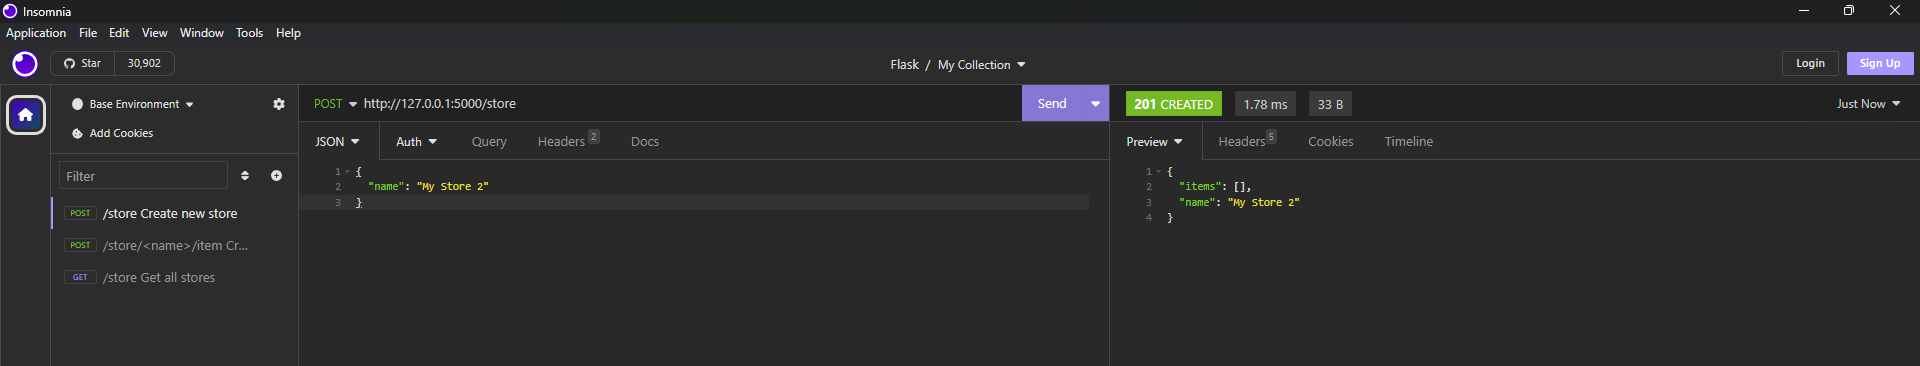 Insomnia
Application File Edit View Window Tools Help
Star 30,902
Flask / My Collection
Login Sign Up
Base Environment
Add Cookies
Filter
POST /store Create new store
POST /store/<name>/item Cr...
GET /store Get all stores
POST http://127.0.0.1:5000/store
Send
JSON Auth Query Headers 2 Docs
1 {
2 "name": "My Store 2"
3 }
201 CREATED 1.78 ms 33 B
Just Now
Preview Headers 5 Cookies Timeline
1 {
2 "items": [],
3 "name": "My Store 2"
4 }